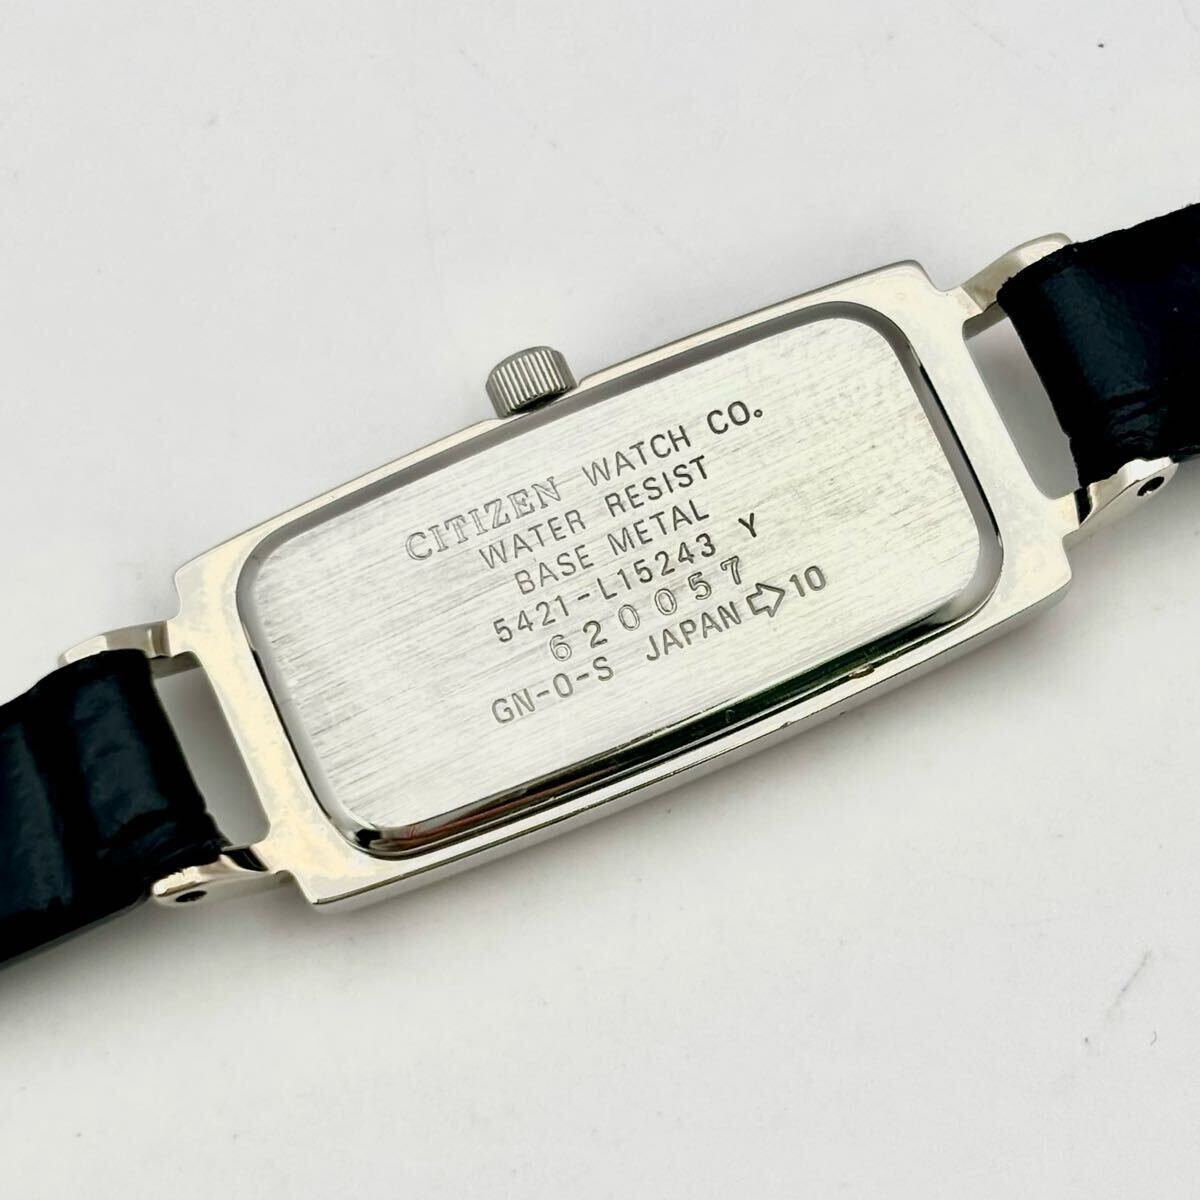 CITIZEN WATCH CO.
WATER RESIST
BASE METAL
5421-L15243 Y
620057
GN-0-S JAPAN ⇨ 10